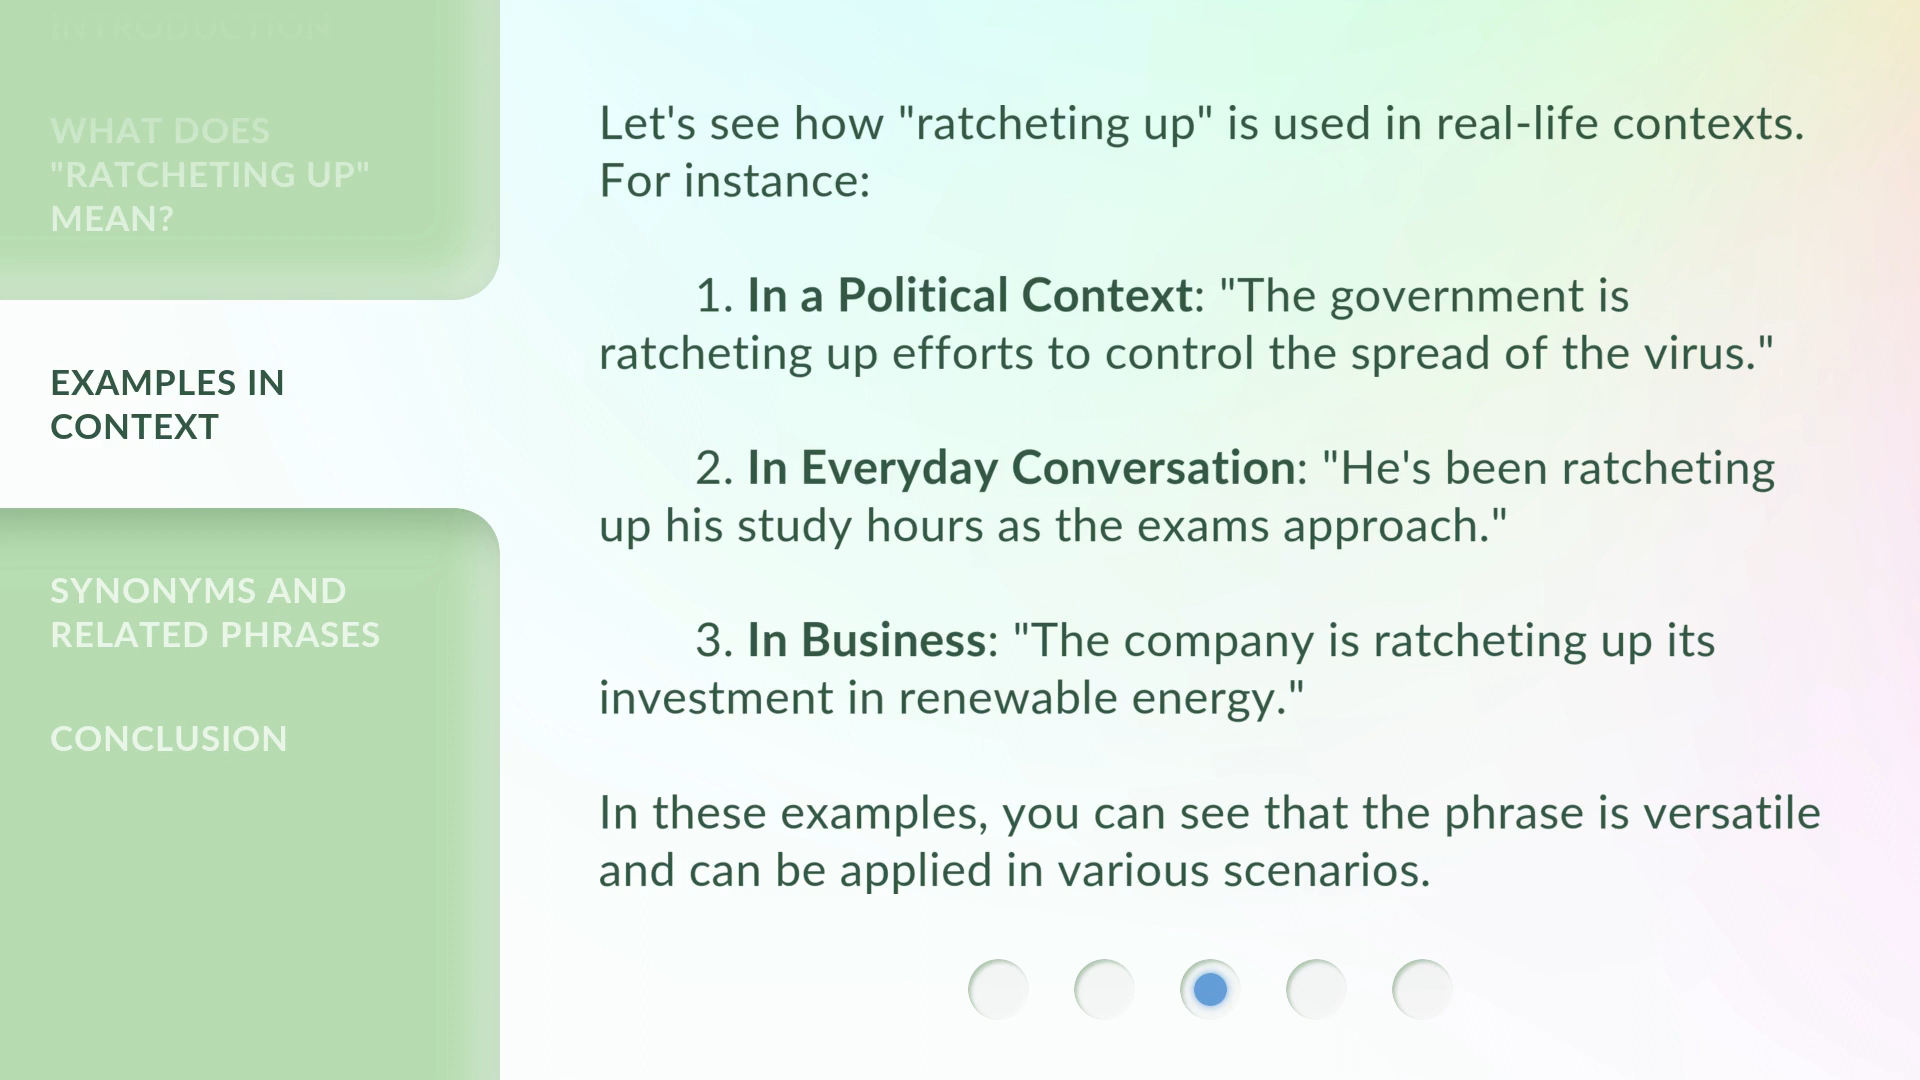 INTRODUCTION
WHAT DOES
"RATCHETING UP"
MEAN?
EXAMPLES IN
CONTEXT
SYNONYMS AND
RELATED PHRASES
CONCLUSION
Let's see how "ratcheting up" is used in real-life contexts.
For instance:
1. In a Political Context: "The government is
ratcheting up efforts to control the spread of the virus."
2. In Everyday Conversation: "He's been ratcheting
up his study hours as the exams approach."
3. In Business: "The company is ratcheting up its
investment in renewable energy."
In these examples, you can see that the phrase is versatile
and can be applied in various scenarios.